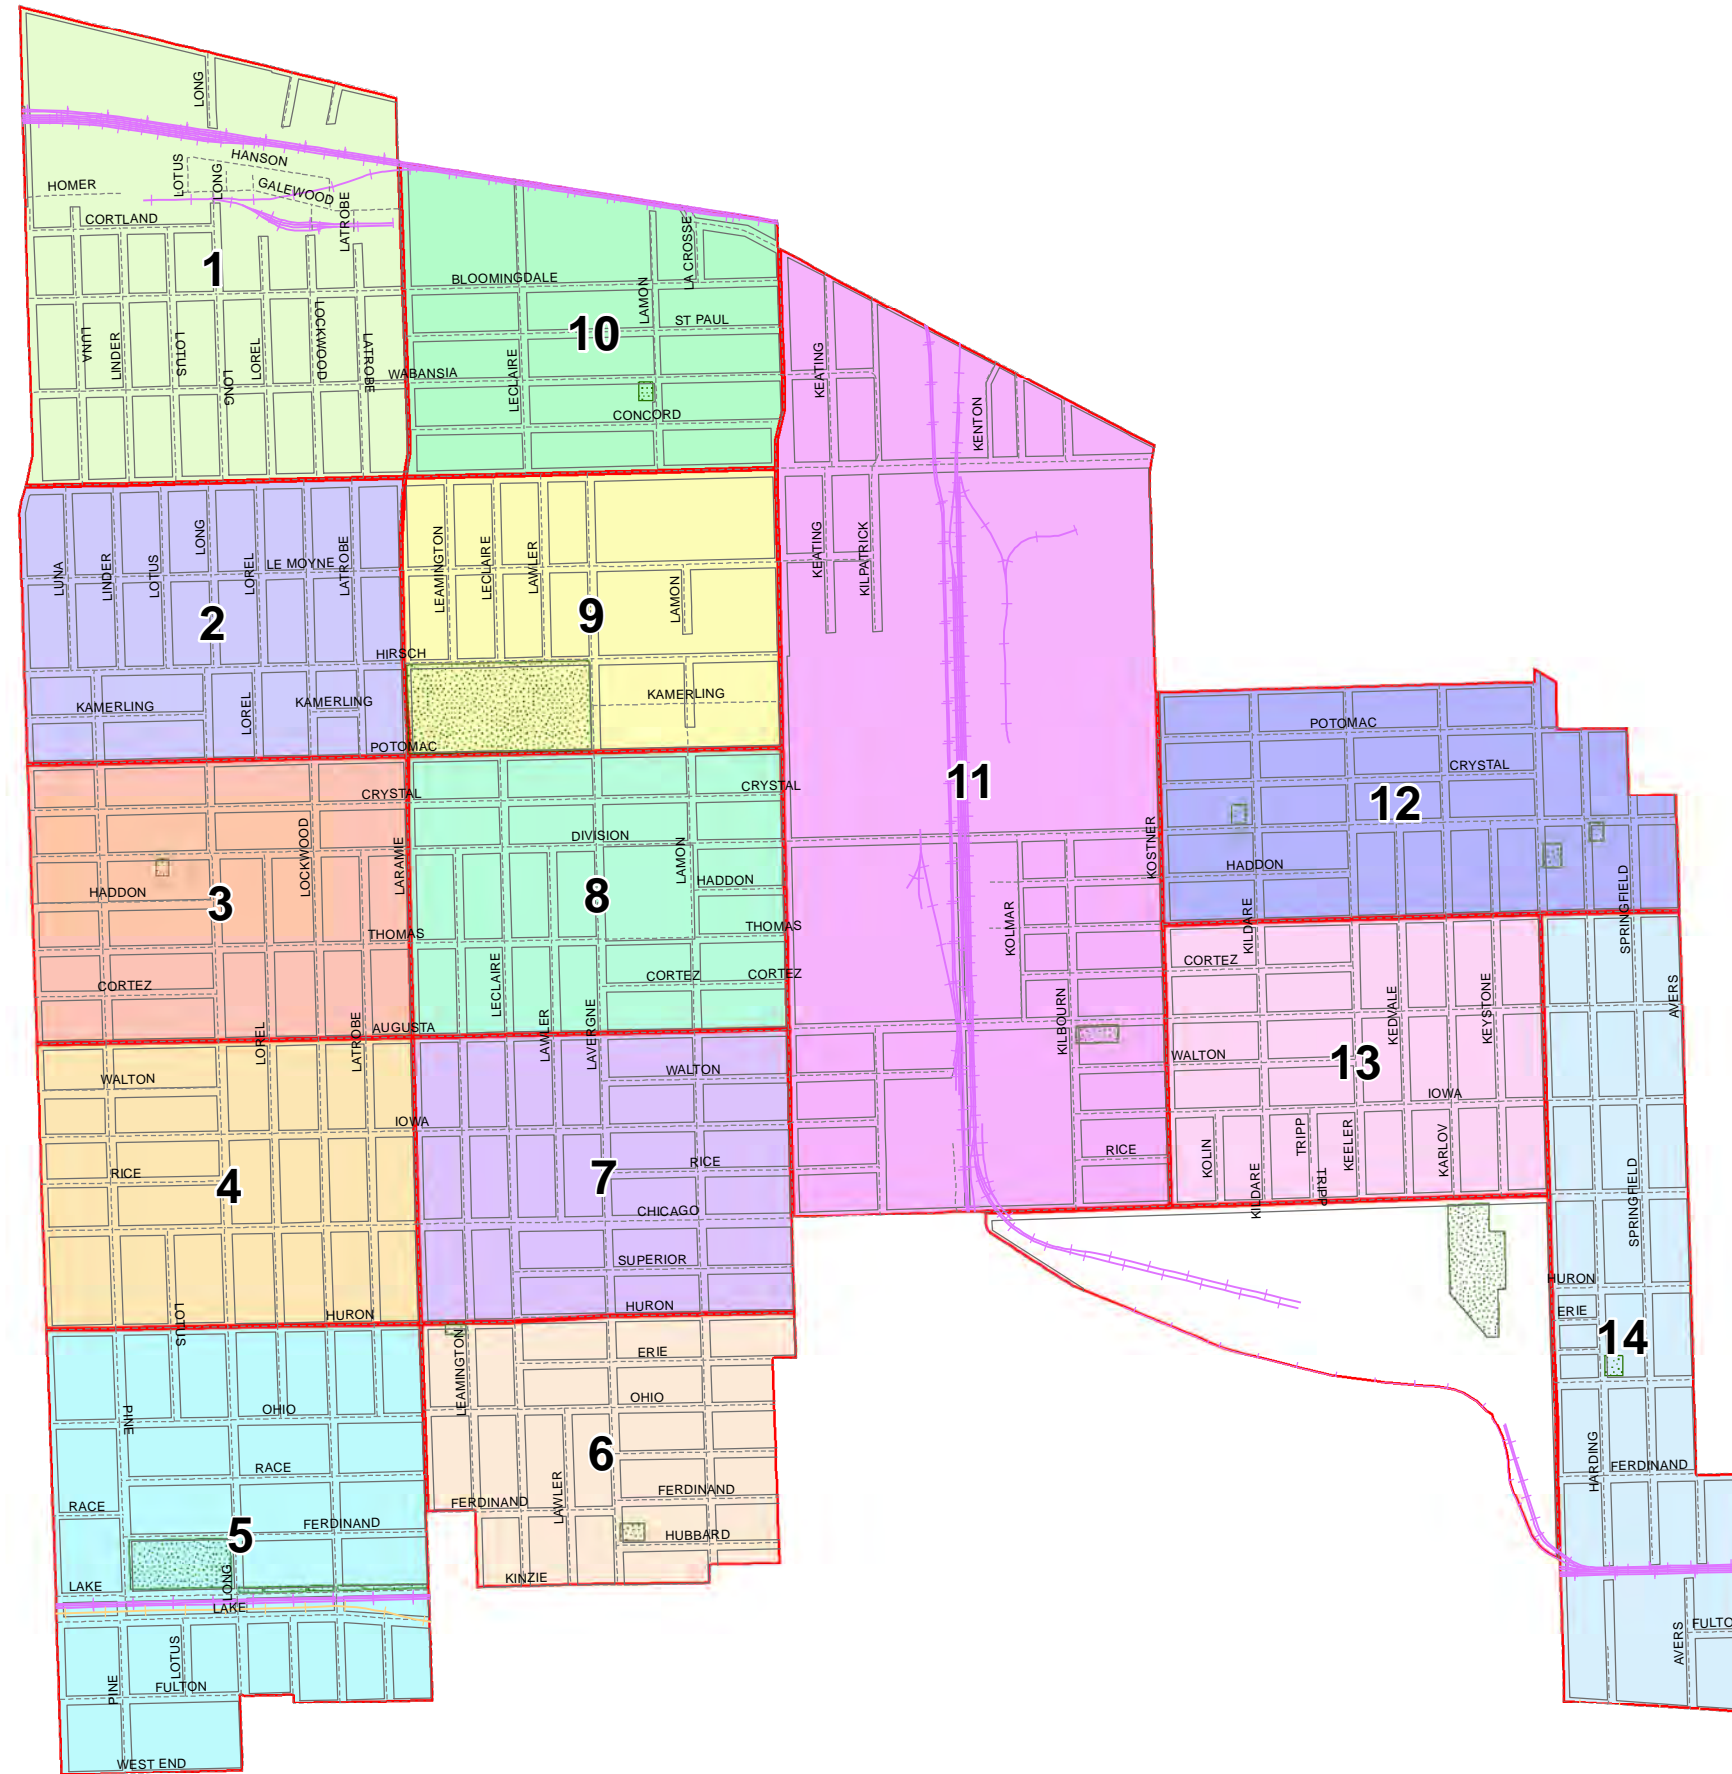 LONG
LOTUS
HANSON
LONG
GALEWOOD
HOMER
CORTLAND
LATROBE
1
LUNA
LINDER
LOTUS
LONG
LOREL
LOCKWOOD
LATROBE
LA CROSSE
BLOOMINGDALE
LAMON
ST PAUL
10
LECLAIRE
WABANSIA
CONCORD
KEATING
KENTON
KEATING
KILPATRICK
LUNA
LINDER
LOTUS
LONG
LOREL
LE MOYNE
LATROBE
2
HIRSCH
KAMERLING
LOREL
KAMERLING
POTOMAC
LEAMINGTON
LECLAIRE
LAWLER
9
LAMON
KAMERLING
11
KOSTNER
KOLMAR
KILBOURN
RICE
POTOMAC
CRYSTAL
12
HADDON
KILDARE
SPRINGFIELD
CRYSTAL
LOCKWOOD
LARAMIE
HADDON
3
THOMAS
CORTEZ
AUGUSTA
LOREL
LATROBE
CRYSTAL
DIVISION
LAMON
HADDON
8
THOMAS
LECLAIRE
CORTEZ
CORTEZ
LAWLER
LAVERGNE
CORTEZ
KEDVALE
KEYSTONE
AVERS
WALTON
13
IOWA
KOLIN
KILDARE
TRIPP
TRIPP
KEELER
KARLOV
WALTON
IOWA
RICE
4
LOTUS
HURON
WALTON
RICE
7
CHICAGO
SUPERIOR
HURON
SPRINGFIELD
HURON
ERIE
14
HARDING
FERDINAND
AVERS
FULTO
PINE
OHIO
RACE
RACE
FERDINAND
5
LAKE
LONG
LAKE
LOTUS
PINE
FULTON
WEST END
LEAMINGTON
ERIE
OHIO
6
LAWLER
FERDINAND
FERDINAND
HUBBARD
KINZIE